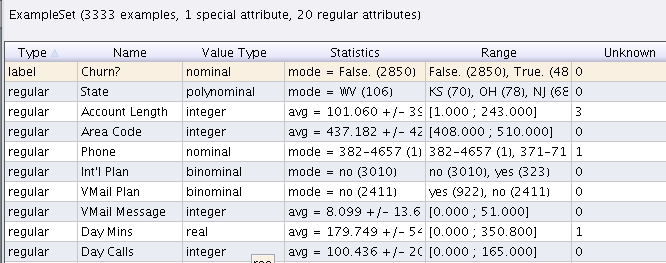 ExampleSet (3333 examples, 1 special attribute, 20 regular attributes)
Type Name Value Type Statistics Range Unknown
label Churn? nominal mode = False. (2850) False. (2850), True. (48 0
regular State polynominal mode = WV (106) KS (70), OH (78), NJ (68 0
regular Account Length integer avg = 101.060 +/- 39 [1.000 ; 243.000] 3
regular Area Code integer avg = 437.182 +/- 42 [408.000 ; 510.000] 0
regular Phone nominal mode = 382-4657 (1) 382-4657 (1), 371-71 1
regular Int'l Plan binominal mode = no (3010) no (3010), yes (323) 0
regular VMail Plan binominal mode = no (2411) yes (922), no (2411) 0
regular VMail Message integer avg = 8.099 +/- 13.6 [0.000 ; 51.000] 0
regular Day Mins real avg = 179.749 +/- 54 [0.000 ; 350.800] 1
regular Day Calls integer avg = 100.436 +/- 20 [0.000 ; 165.000] 0